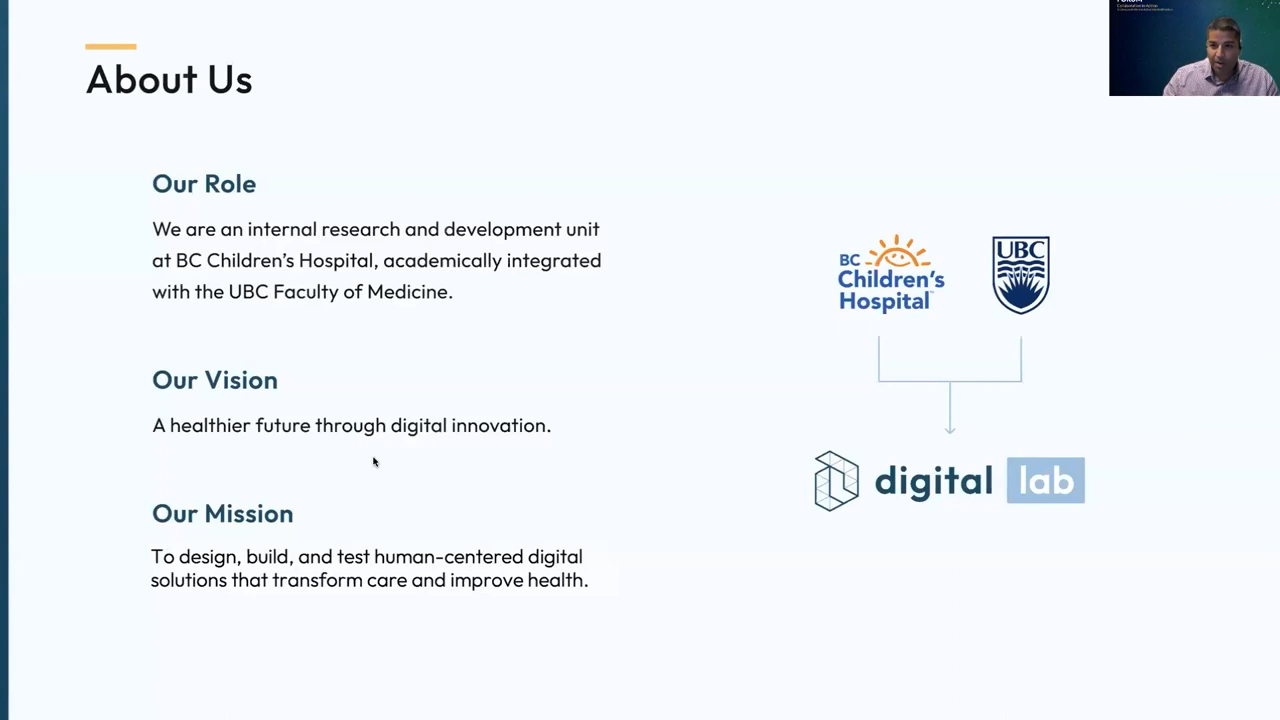 About Us
Our Role
We are an internal research and development unit
at BC Children's Hospital, academically integrated
with the UBC Faculty of Medicine.
Our Vision
A healthier future through digital innovation.
Our Mission
To design, build, and test human-centered digital
solutions that transform care and improve health.
BC
Children's
Hospital
UBC
digital lab